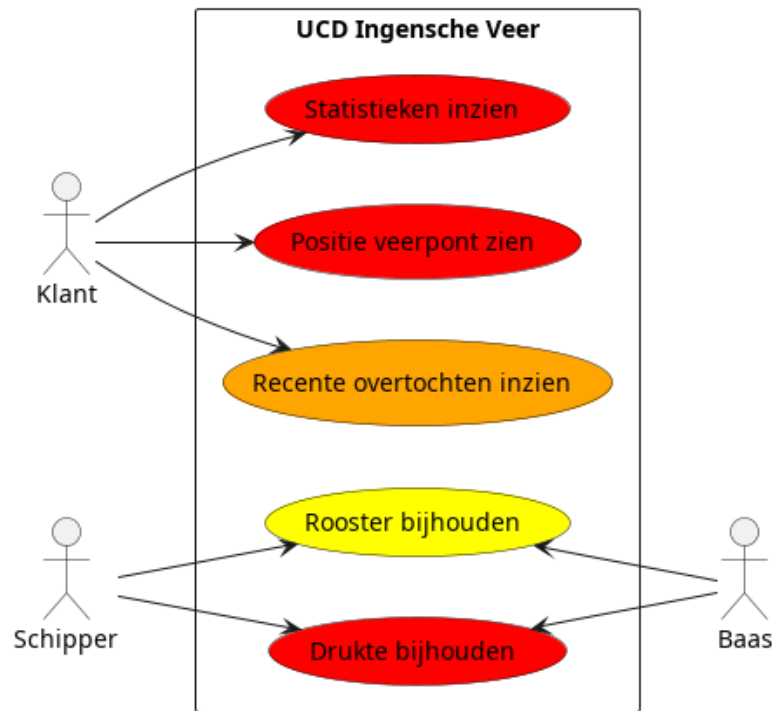 UCD Ingensche Veer
Statistieken inzien
Positie veerpont zien
Klant
Recente overtochten inzien
Rooster bijhouden
Schipper
Drukte bijhouden
Baas